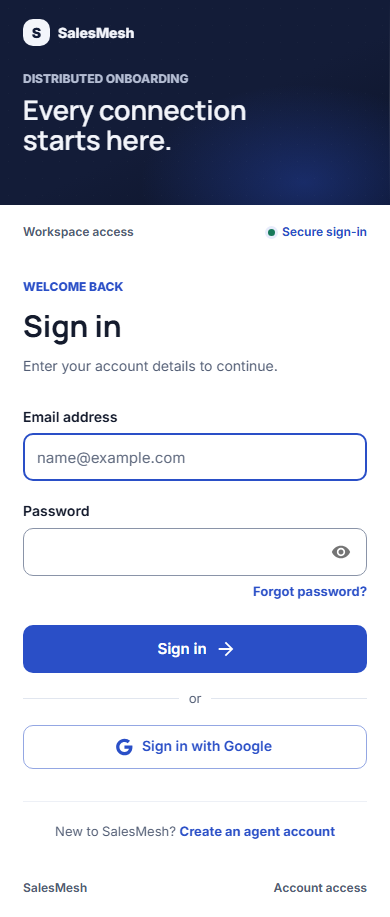 S SalesMesh
DISTRIBUTED ONBOARDING
Every connection
starts here.
Workspace access
Secure sign-in
WELCOME BACK
Sign in
Enter your account details to continue.
Email address
name@example.com
Password
Forgot password?
Sign in
or
G Sign in with Google
New to SalesMesh? Create an agent account
SalesMesh
Account access